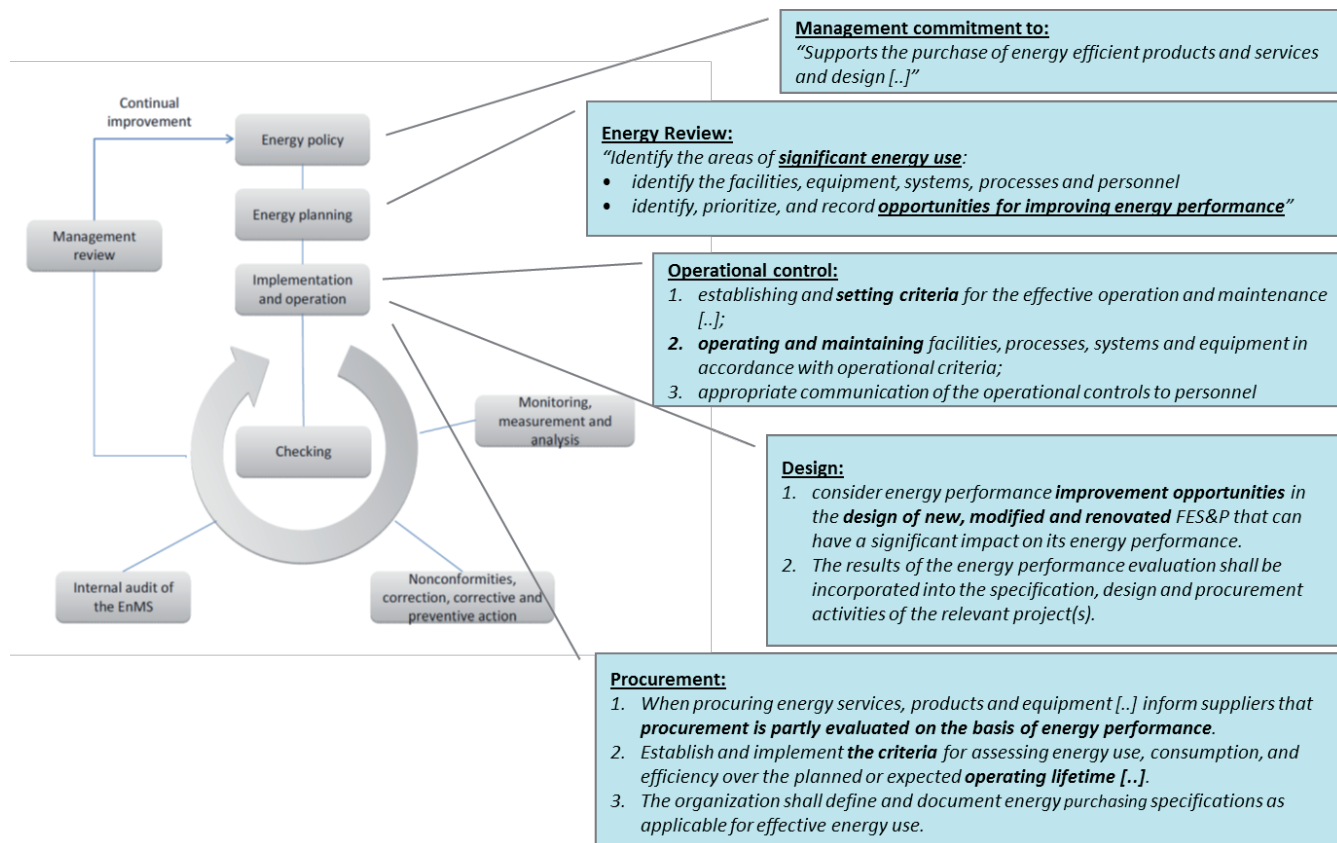 Continual
improvement
Energy policy
Energy planning
Management
review
Implementation
and operation
Monitoring,
measurement and
analysis
Checking
Internal audit of
the EnMS
Nonconformities,
correction, corrective and
preventive action
Management commitment to:
“Supports the purchase of energy efficient products and services
and design [..]”
Energy Review:
“Identify the areas of significant energy use:
• identify the facilities, equipment, systems, processes and personnel
• identify, prioritize, and record opportunities for improving energy performance”
Operational control:
1. establishing and setting criteria for the effective operation and maintenance
[..];
2. operating and maintaining facilities, processes, systems and equipment in
accordance with operational criteria;
3. appropriate communication of the operational controls to personnel
Design:
1. consider energy performance improvement opportunities in
the design of new, modified and renovated FES&P that can
have a significant impact on its energy performance.
2. The results of the energy performance evaluation shall be
incorporated into the specification, design and procurement
activities of the relevant project(s).
Procurement:
1. When procuring energy services, products and equipment [..] inform suppliers that
procurement is partly evaluated on the basis of energy performance.
2. Establish and implement the criteria for assessing energy use, consumption, and
efficiency over the planned or expected operating lifetime [..].
3. The organization shall define and document energy purchasing specifications as
applicable for effective energy use.